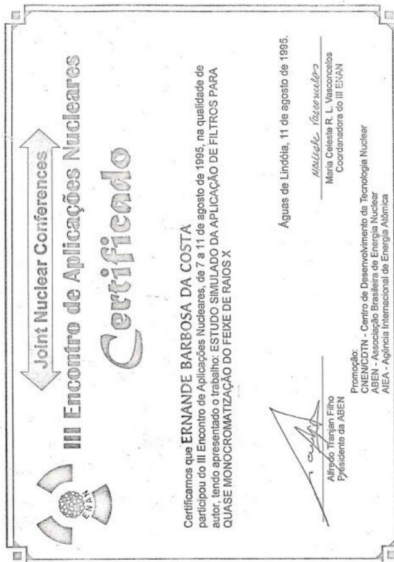 Joint Nuclear Conferences
III Encontro de Aplicações Nucleares
ENAN
Certificado
Certificamos que ERNANDE BARBOSA DA COSTA
participou do III Encontro de Aplicações Nucleares, de 7 a 11 de agosto de 1995, na qualidade de
autor, tendo apresentado o trabalho: ESTUDO SIMULADO DA APLICAÇÃO DE FILTROS PARA
QUASE MONOCROMATIZAÇÃO DO FEIXE DE RAIOS X
Águas de Lindóia, 11 de agosto de 1995.
Alfredo Tranjan Filho
Presidente da ABEN
Maria Celeste R. L. Vasconcelos
Coordenadora do III ENAN
Promoção:
CNEN/CDTN - Centro de Desenvolvimento da Tecnologia Nuclear
ABEN - Associação Brasileira de Energia Nuclear
AIEA - Agência Internacional de Energia Atômica